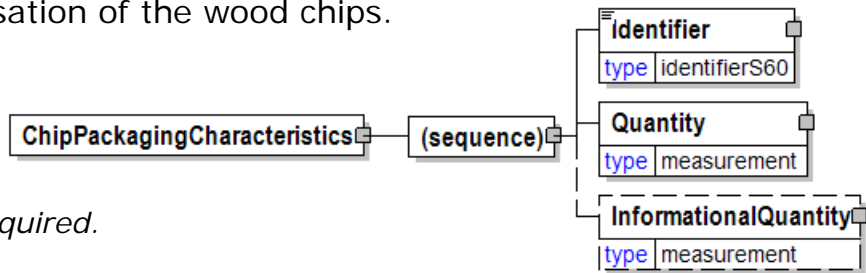 sation of the wood chips.
Identifier
type identifierS60
ChipPackagingCharacteristics
(sequence)
Quantity
type measurement
quired.
InformationalQuantity
type measurement